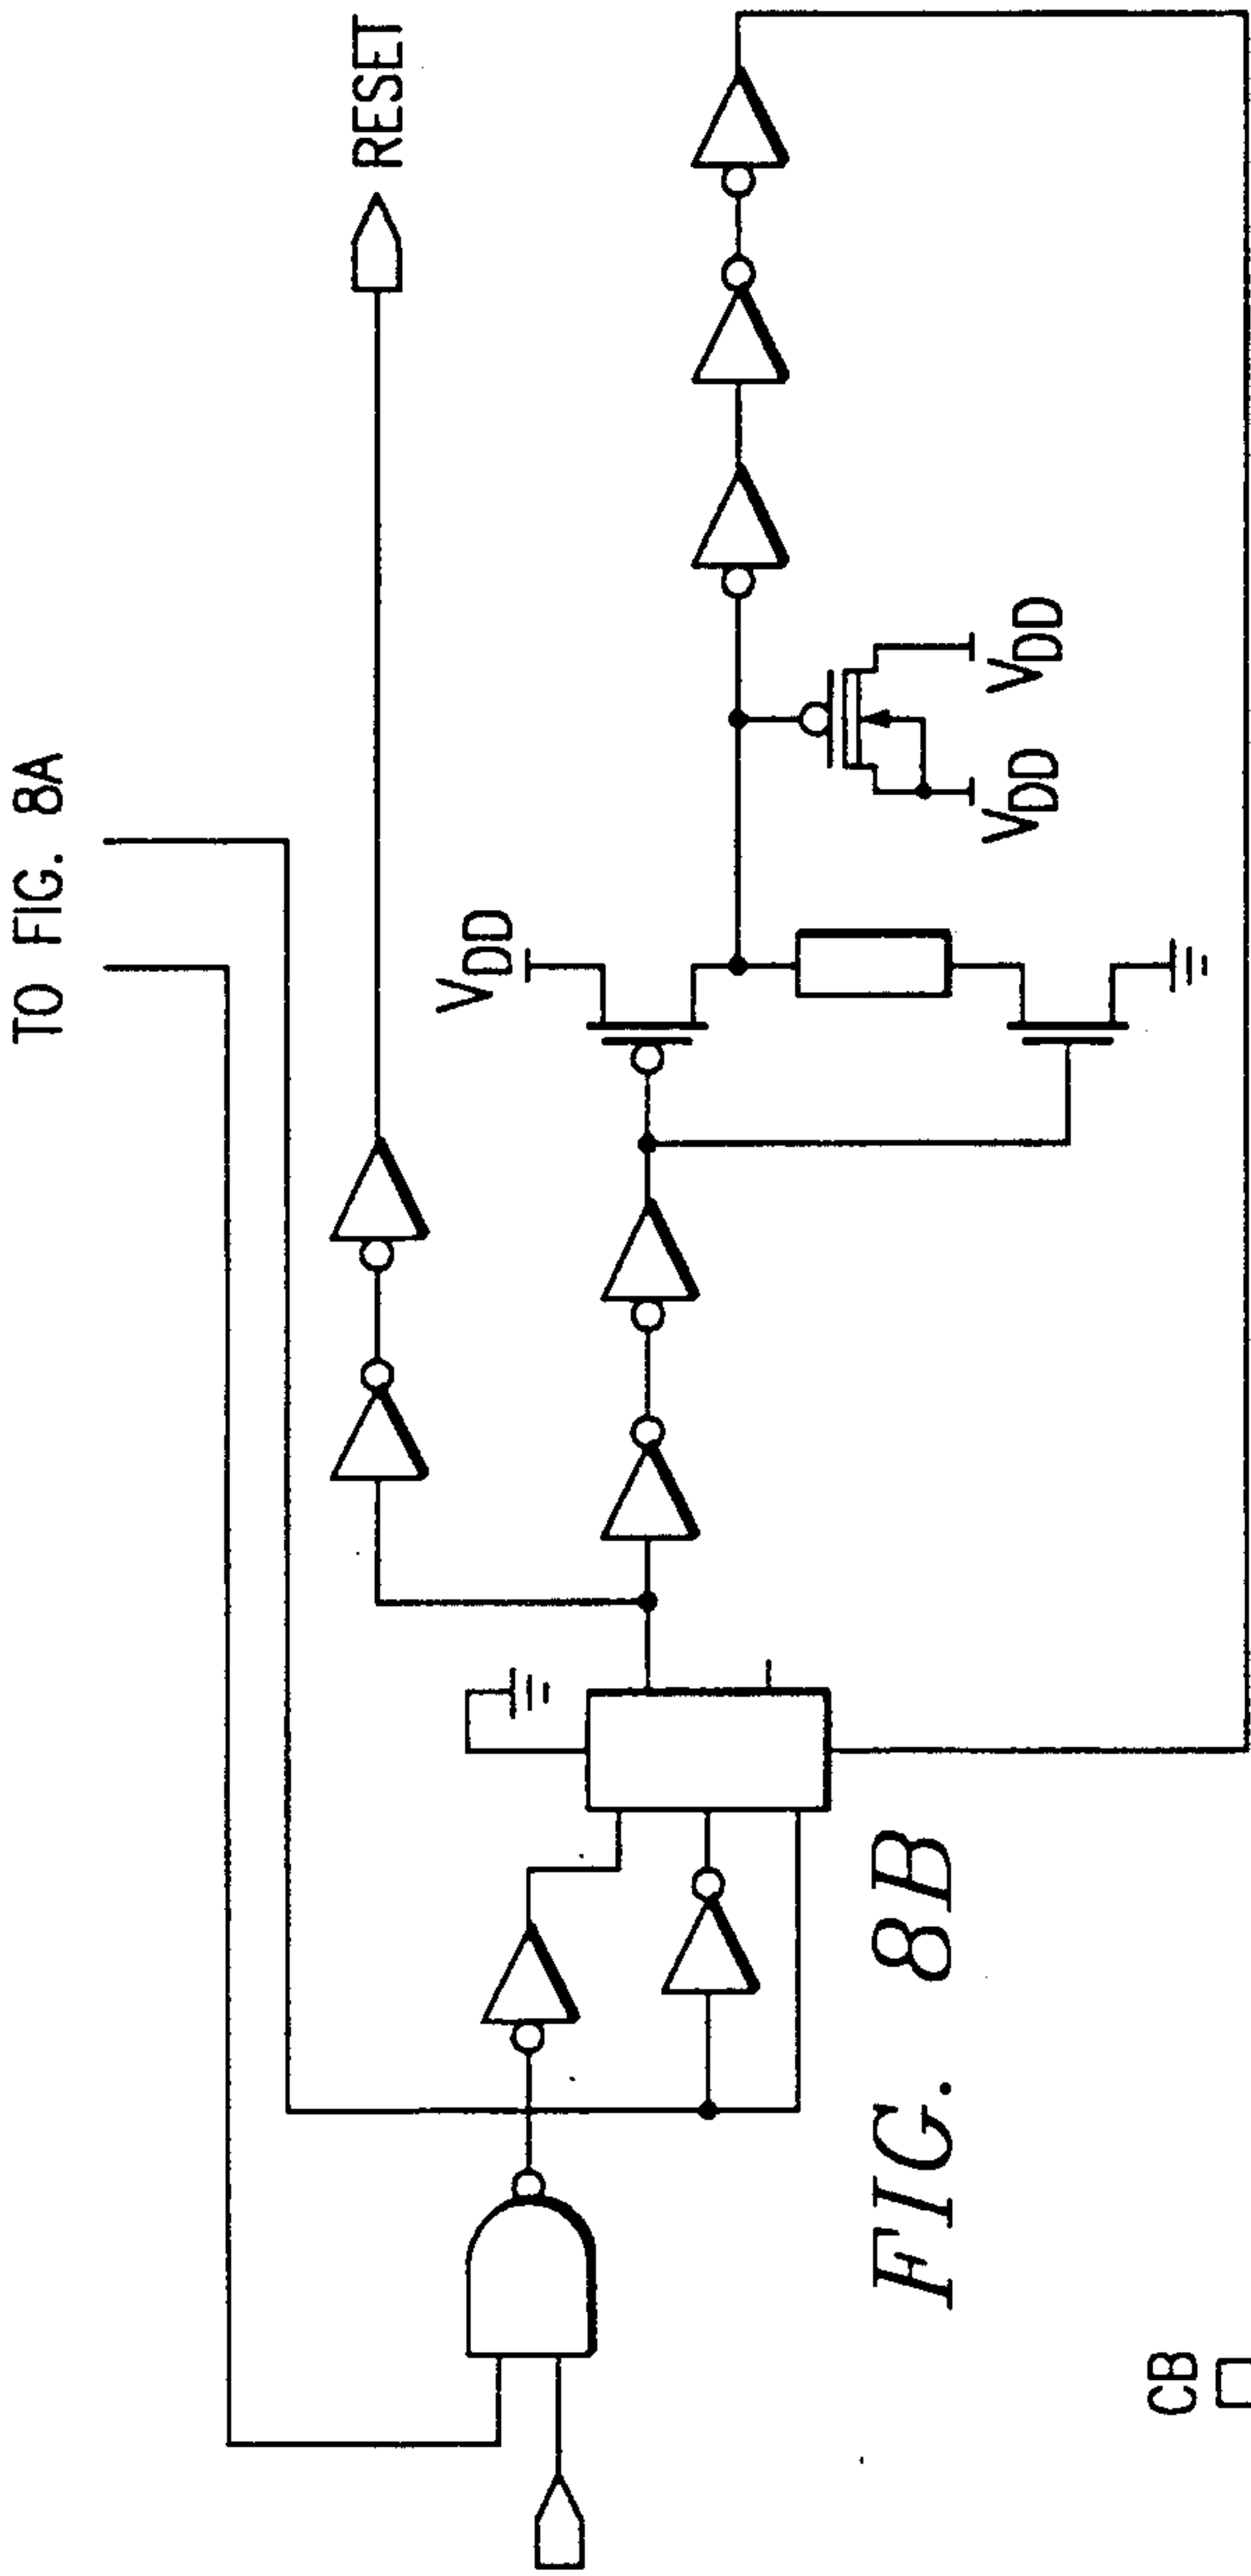 TO FIG. 8A
RESET
VDD
VDD
VDD
FIG. 8B
CB